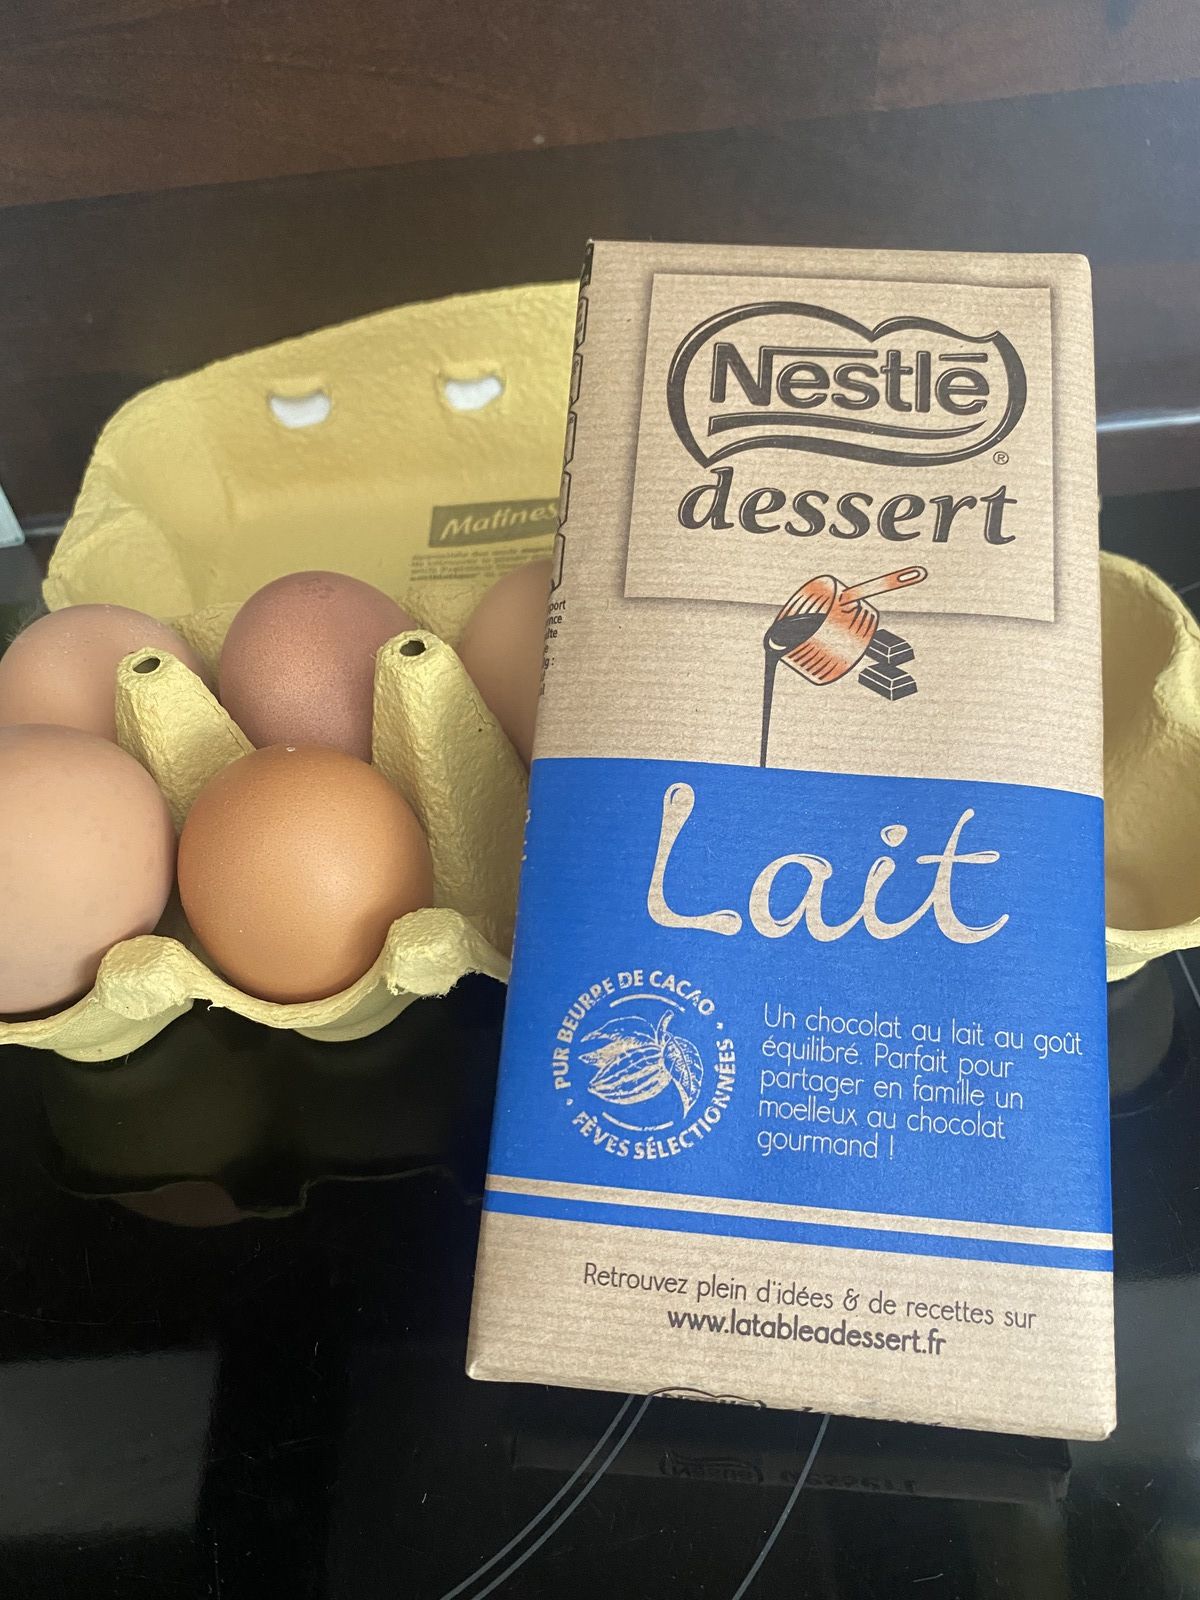 Matines
Nestlé
®
dessert
Lait
PUR BEURRE DE CACAO
FÈVES SÉLECTIONNÉES
Un chocolat au lait au goût
équilibré. Parfait pour
partager en famille un
moelleux au chocolat
gourmand !
Retrouvez plein d'idées & de recettes sur
www.latableadessert.fr